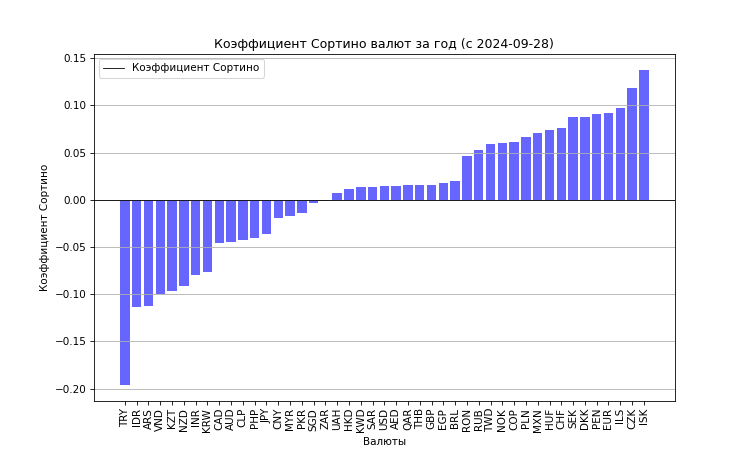 Коэффициент Сортино валют за год (с 2024-09-28)
Коэффициент Сортино
0.15
0.10
0.05
0.00
−0.05
−0.10
−0.15
−0.20
Коэффициент Сортино
TRY IDR ARS VND KZT NZD INR KRW CAD AUD CLP PHP JPY CNY MYR PKR SGD ZAR UAH HKD KWD SAR USD AED QAR THB GBP EGP BRL RON RUB TWD NOK COP PLN MXN HUF CHF SEK DKK PEN EUR ILS CZK ISK
Валюты